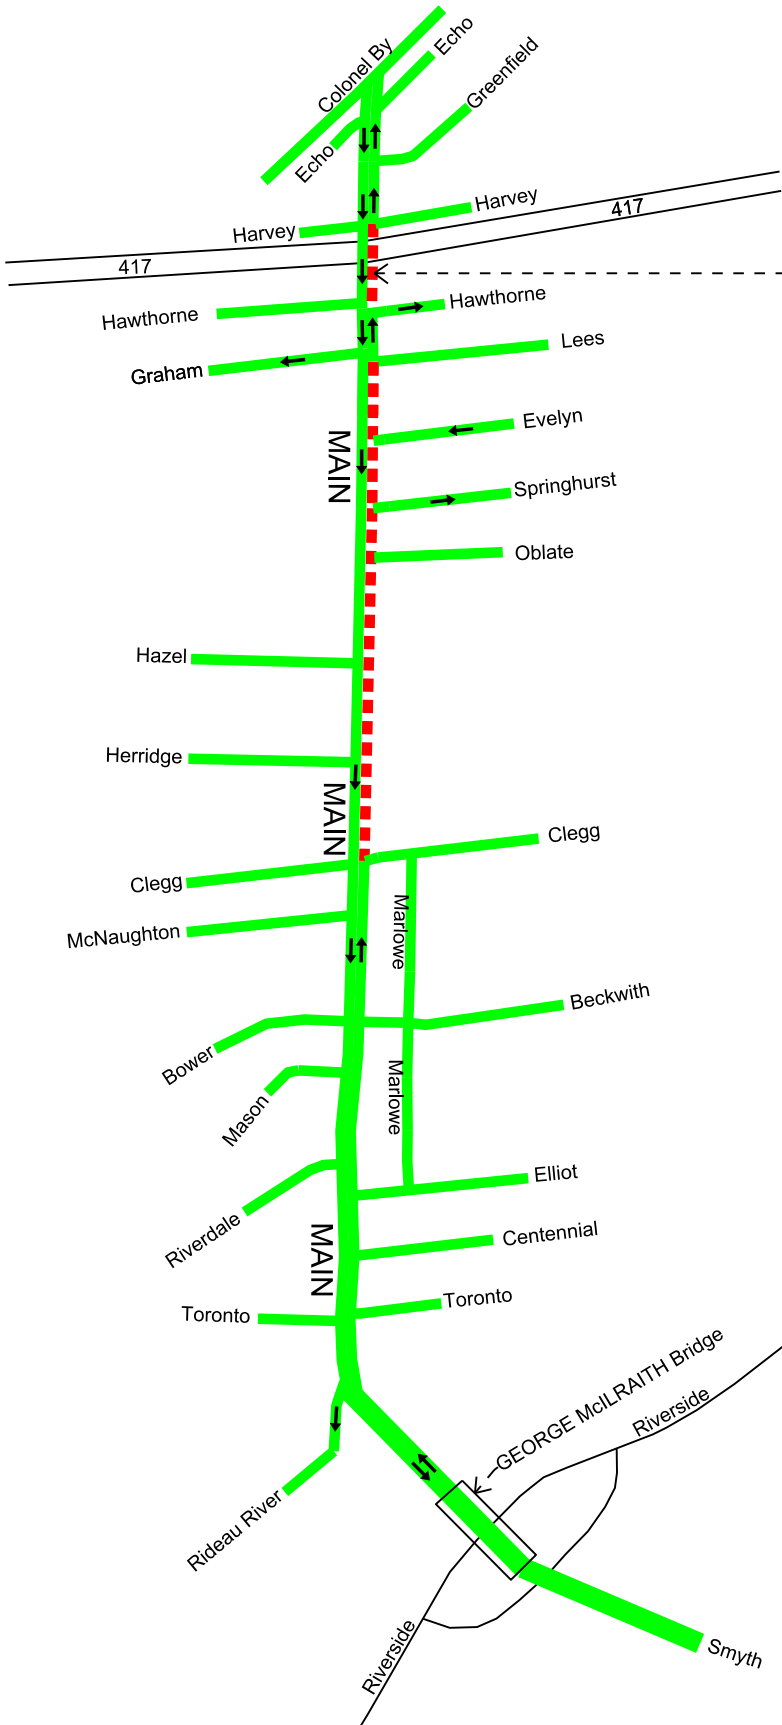 Colonel By
Echo
Greenfield
Echo
Harvey
Harvey
417
417
Hawthorne
Hawthorne
Lees
Graham
Evelyn
MAIN
Springhurst
Oblate
Hazel
Herridge
MAIN
Clegg
Clegg
McNaughton
Marlowe
Beckwith
Bower
Marlowe
Mason
Elliot
Riverdale
MAIN
Centennial
Toronto
Toronto
GEORGE McILRAITH Bridge
Riverside
Rideau River
Riverside
Smyth